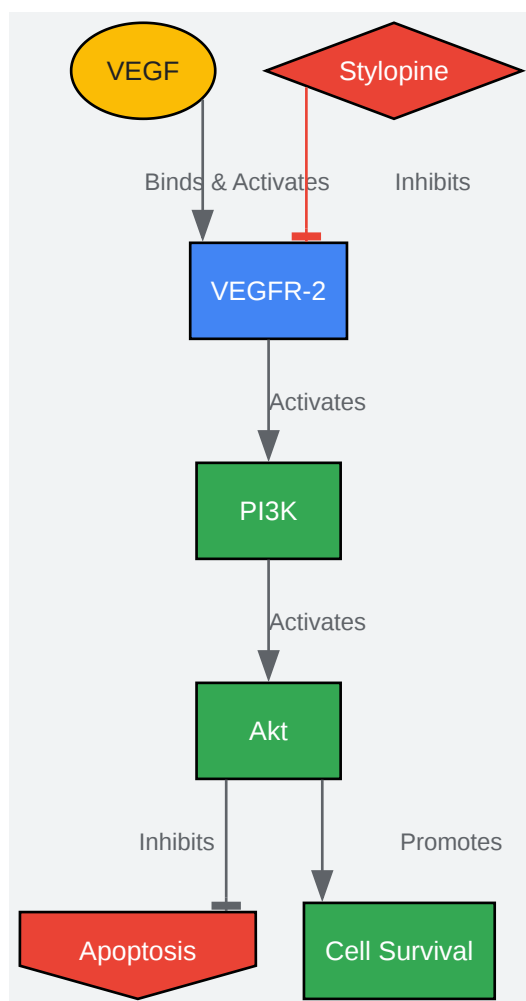 VEGF
Stylopine
Binds & Activates
Inhibits
VEGFR-2
Activates
PI3K
Activates
Akt
Inhibits
Promotes
Apoptosis
Cell Survival